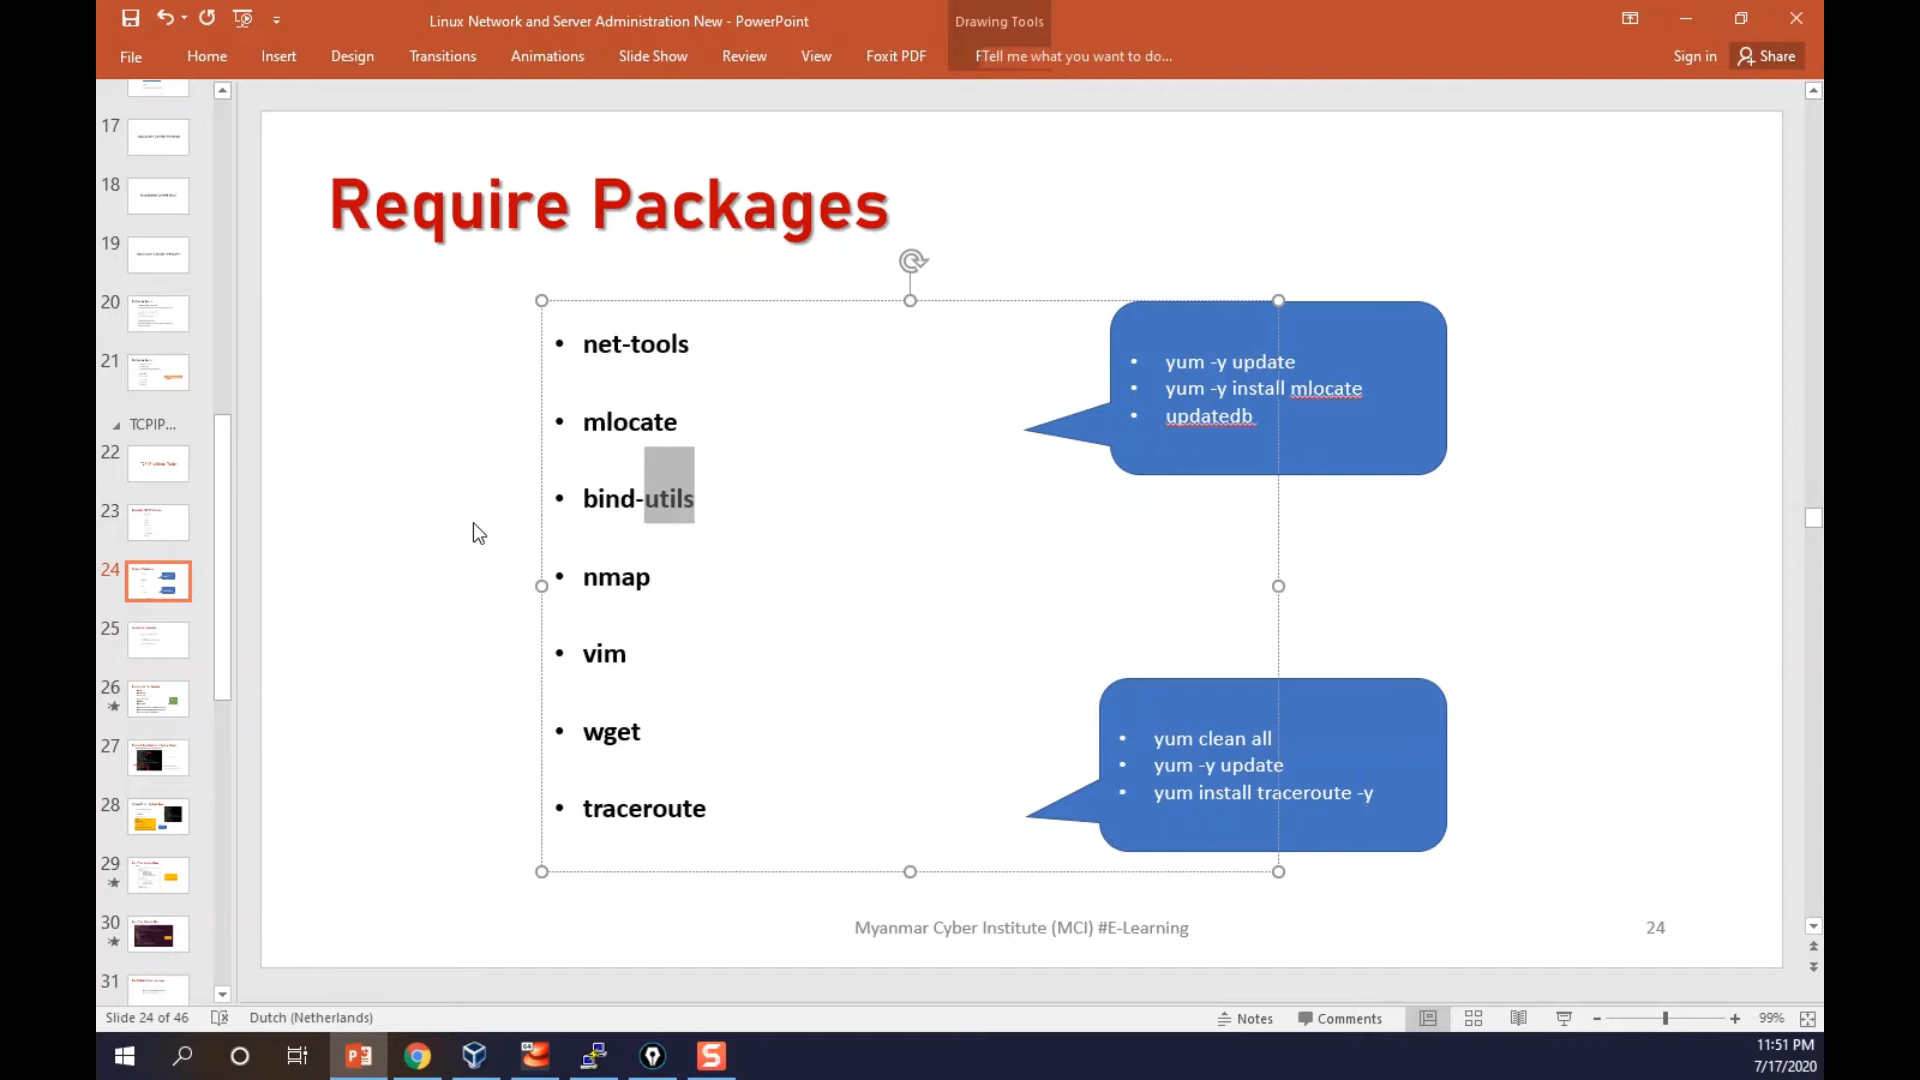 Linux Network and Server Administration New - PowerPoint
Drawing Tools
File
Home
Insert
Design
Transitions
Animations
Slide Show
Review
View
Foxit PDF
F
Tell me what you want to do...
Sign in
Share
17
18
19
20
21
TCPIP...
22
23
24
25
26
27
28
29
30
31
Require Packages
• net-tools
• mlocate
• bind-utils
• nmap
• vim
• wget
• traceroute
• yum -y update
• yum -y install mlocate
• updatedb
• yum clean all
• yum -y update
• yum install traceroute -y
Myanmar Cyber Institute (MCI) #E-Learning
24
Slide 24 of 46
Dutch (Netherlands)
Notes
Comments
99%
11:51 PM
7/17/2020